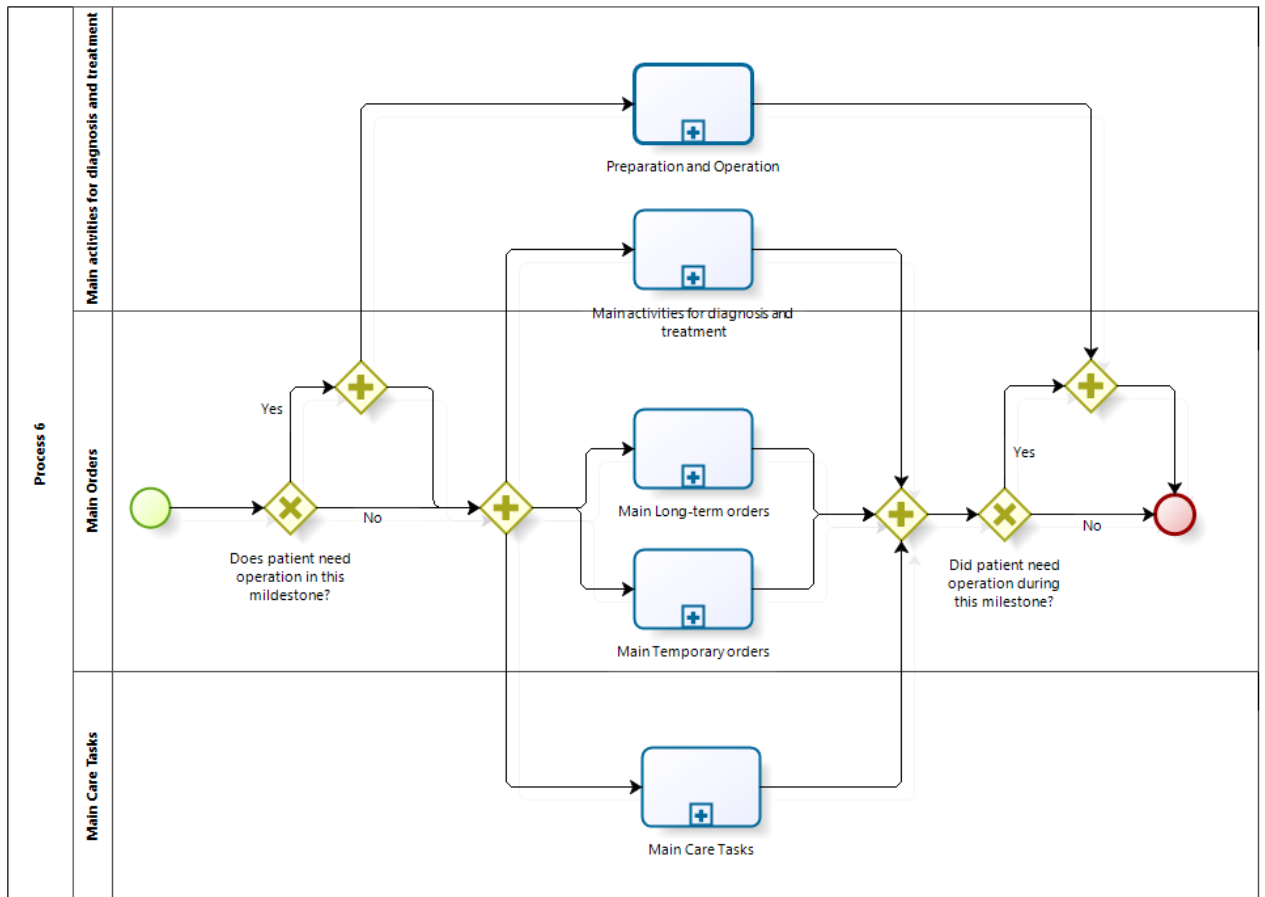 Process 6
Main activities for diagnosis and treatment
Main Orders
Main Care Tasks
Preparation and Operation
Main activities for diagnosis and
treatment
Yes
No
Does patient need
operation in this
mildestone?
Main Long-term orders
Main Temporary orders
Yes
No
Did patient need
operation during
this milestone?
Main Care Tasks